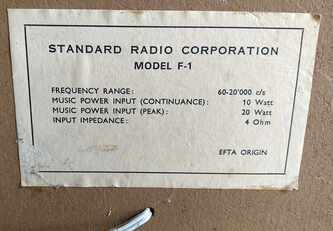 STANDARD RADIO CORPORATION
MODEL F-1
FREQUENCY RANGE: 60-20'000 c/s
MUSIC POWER INPUT (CONTINUANCE): 10 Watt
MUSIC POWER INPUT (PEAK): 20 Watt
INPUT IMPEDANCE: 4 Ohm
EFTA ORIGIN